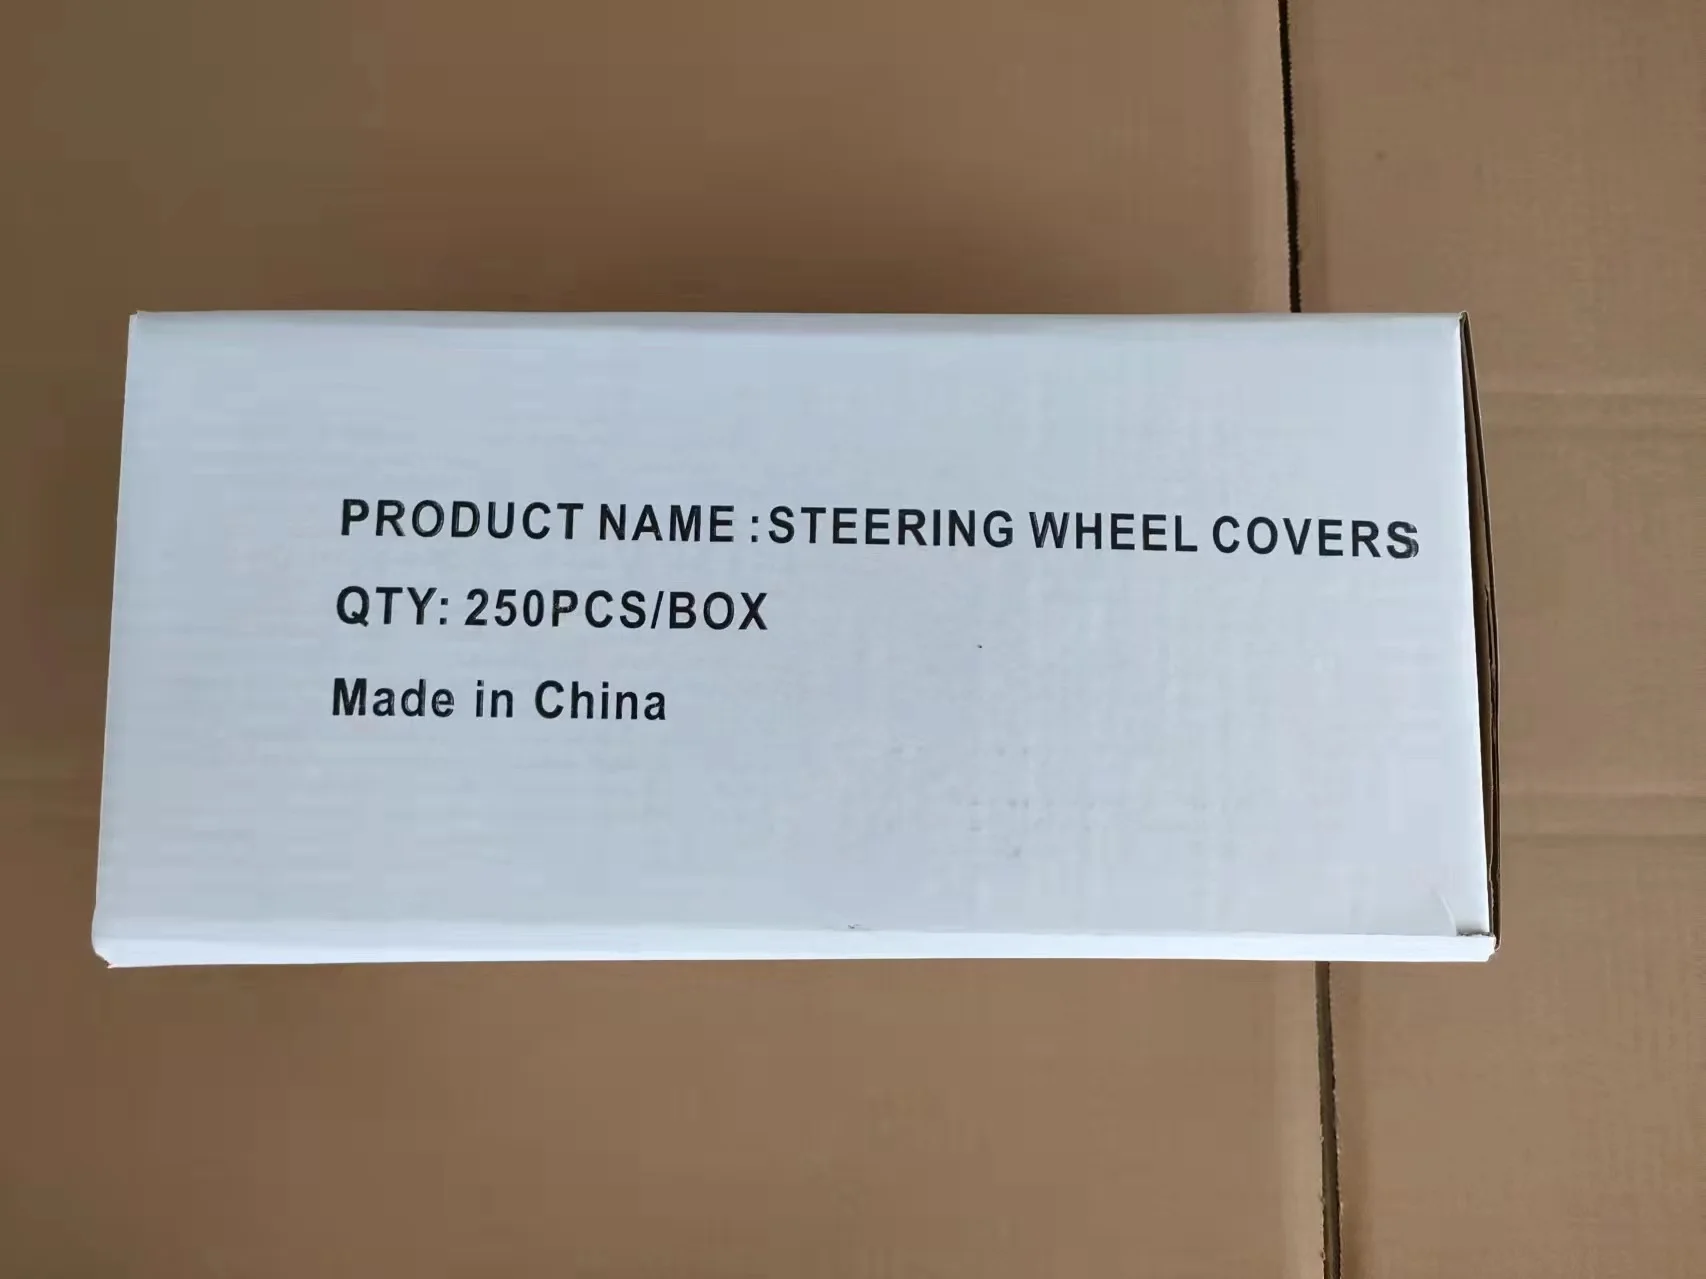 PRODUCT NAME :STEERING WHEEL COVERS
QTY: 250PCS/BOX
Made in China